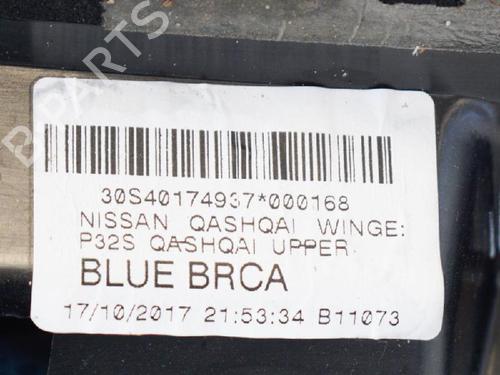 30S40174937*000168
NISSAN QASHQAI WINGE:
P32S QASHQAI UPPER
BLUE BRCA
17/10/2017 21:53:34 B11073